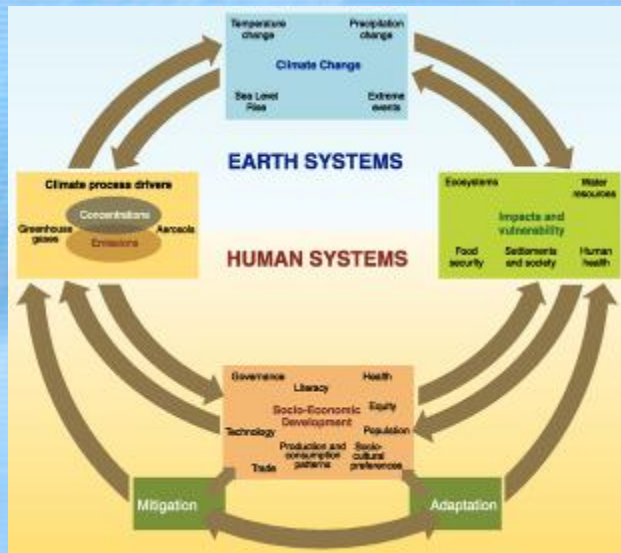 Temperature
change
Precipitation
change
Climate Change
Sea Level
Rise
Extreme
events
EARTH SYSTEMS
Climate process drivers
Concentrations
Greenhouse
gases
Aerosols
Emissions
Ecosystems
Water
resources
Impacts and
vulnerability
Food
security
Settlements
and society
Human
health
HUMAN SYSTEMS
Governance
Literacy
Health
Equity
Socio-Economic
Development
Technology
Population
Production and
consumption
patterns
Socio-
cultural
preferences
Trade
Mitigation
Adaptation